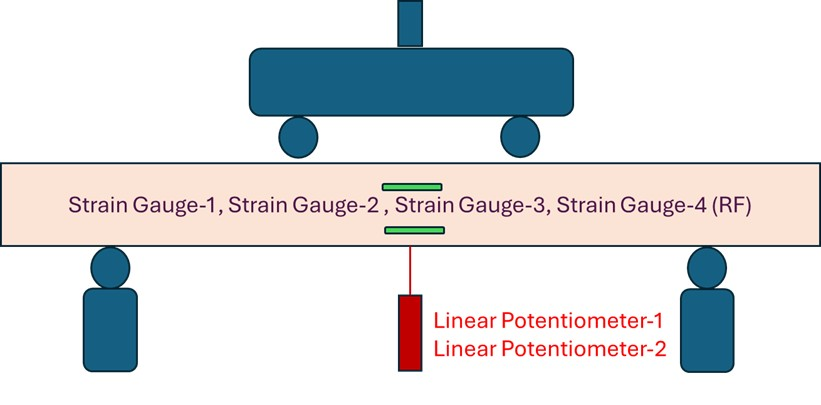 Strain Gauge-1, Strain Gauge-2 , Strain Gauge-3, Strain Gauge-4 (RF)
Linear Potentiometer-1
Linear Potentiometer-2